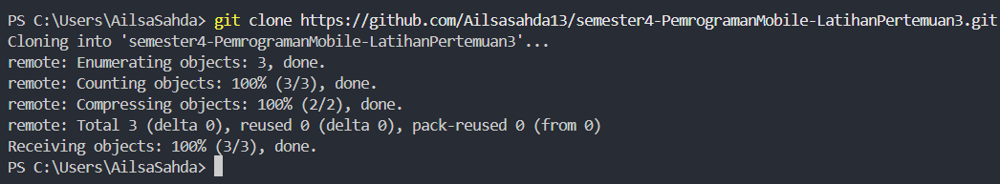 PS C:\Users\AilsaSahda> git clone https://github.com/Ailsasahda13/semester4-PemrogramanMobile-LatihanPertemuan3.git
Cloning into 'semester4-PemrogramanMobile-LatihanPertemuan3'...
remote: Enumerating objects: 3, done.
remote: Counting objects: 100% (3/3), done.
remote: Compressing objects: 100% (2/2), done.
remote: Total 3 (delta 0), reused 0 (delta 0), pack-reused 0 (from 0)
Receiving objects: 100% (3/3), done.
PS C:\Users\AilsaSahda>